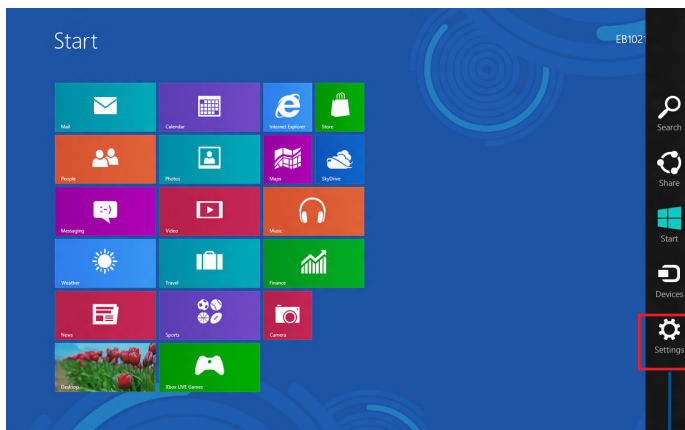 Start
EB1021
Search
Share
Start
Devices
Settings
Mail
Calendar
Internet Explorer
Store
People
Photos
Maps
SkyDrive
Messaging
:-)
Video
Music
Weather
Travel
Finance
News
Sports
Camera
Desktop
Xbox LIVE Games